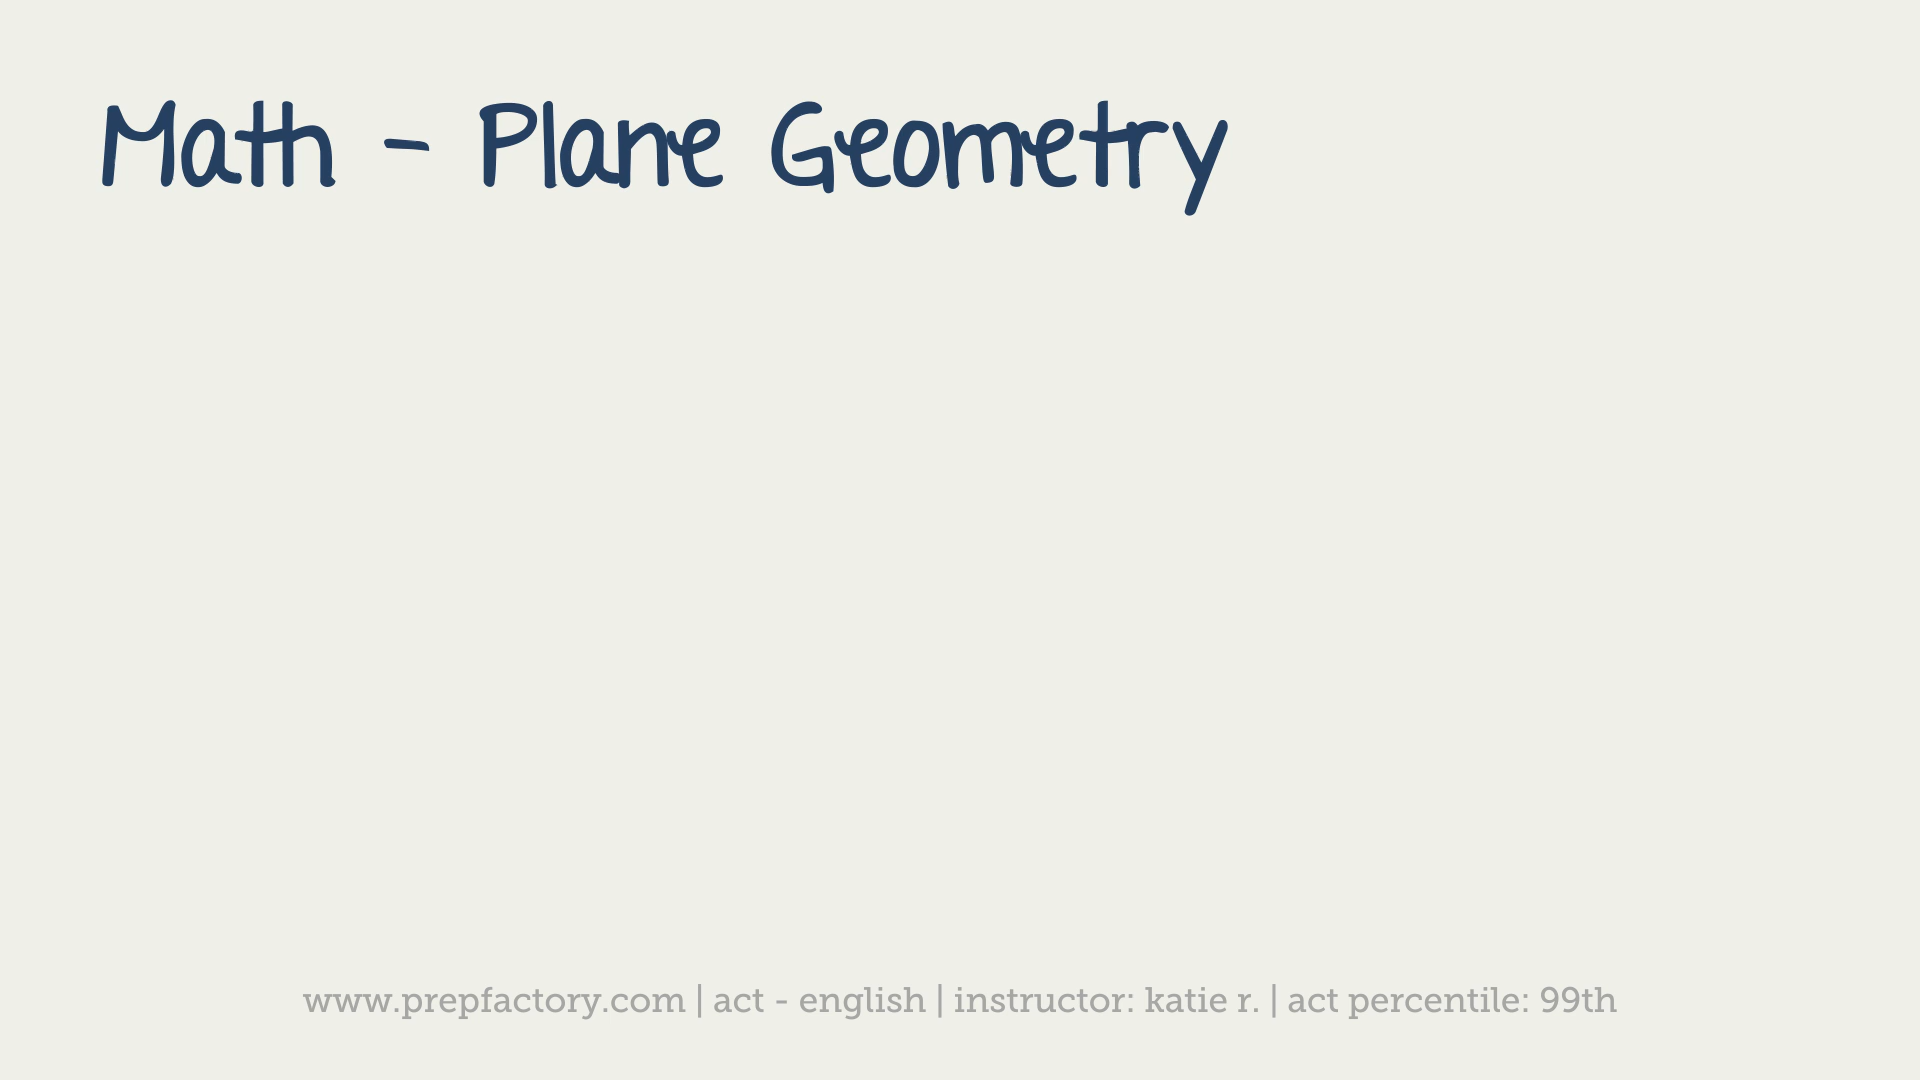 Math - Plane Geometry
www.prepfactory.com | act - english | instructor: katie r. | act percentile: 99th